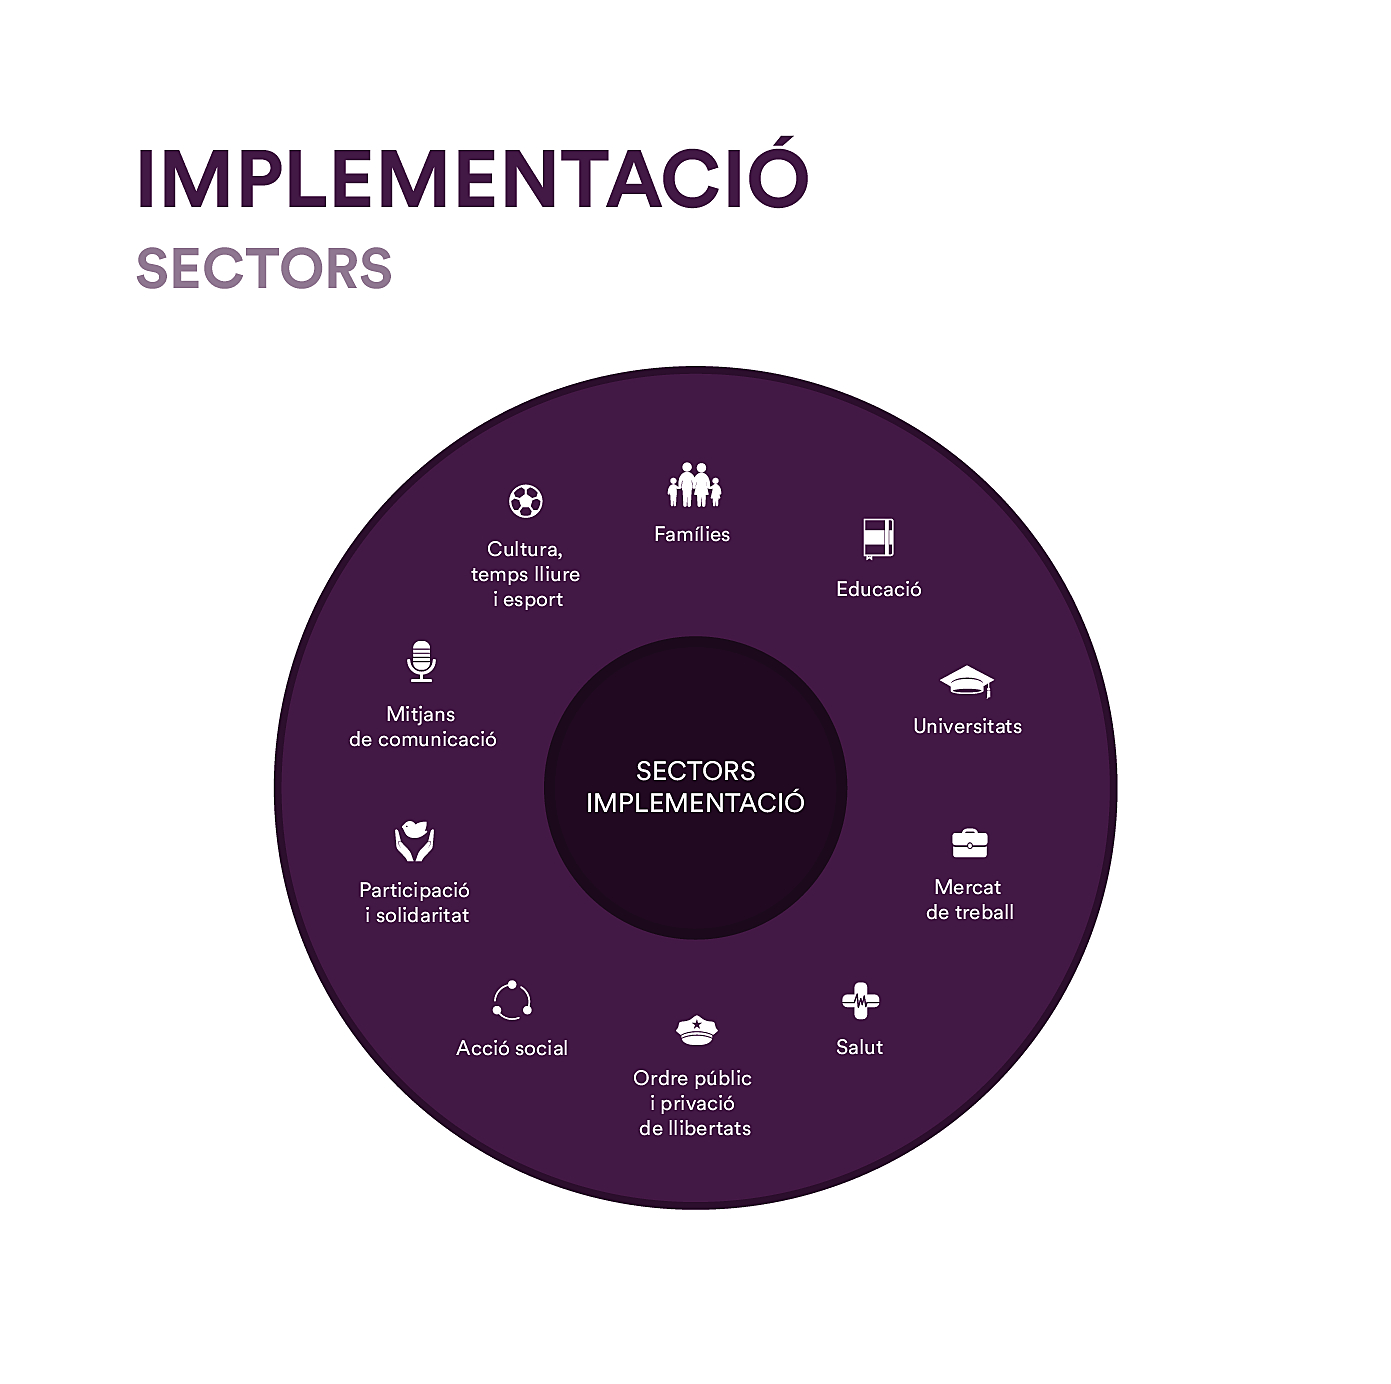 IMPLEMENTACIÓ
SECTORS
Famílies
Educació
Universitats
Mercat
de treball
Salut
Ordre públic
i privació
de llibertats
Acció social
Participació
i solidaritat
Mitjans
de comunicació
Cultura,
temps lliure
i esport
SECTORS
IMPLEMENTACIÓ